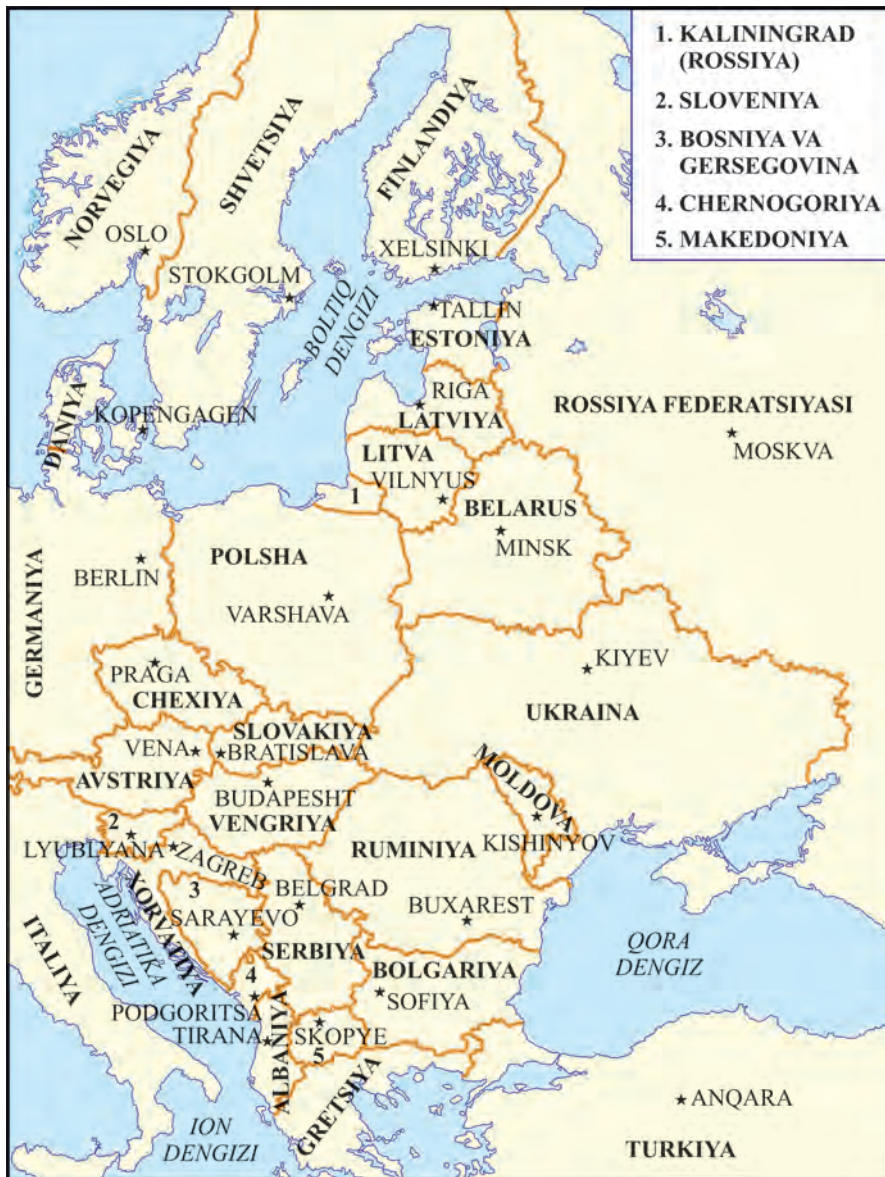 1. KALININGRAD
(ROSSIYA)
2. SLOVENIYA
3. BOSNIYA VA
GERSEGOVINA
4. CHERNOGORIYA
5. MAKEDONIYA
NORVEGIYA
SHVETSIYA
FINLANDIYA
OSLO
STOKGOLM
XELSINKI
BOLTIQ
DENGIZI
TALLIN
ESTONIYA
DANIYA
KOPENGAGEN
RIGA
LATVIYA
ROSSIYA FEDERATSIYASI
MOSKVA
LITVA
VILNYUS
1
BELARUS
MINSK
GERMANIYA
BERLIN
POLSHA
VARSHAVA
PRAGA
CHEXIYA
KIYEV
UKRAINA
SLOVAKIYA
BRATISLAVA
VENA
AVSTRIYA
BUDAPESHT
VENGRIYA
MOLDOVA
KISHINYOV
2
LYUBLYANA
ZAGREB
RUMINIYA
BUXAREST
XORVATIYA
3
SARAYEVO
BELGRAD
SERBIYA
ITALIYA
ADRIATIKA
DENGIZI
4
PODGORITSA
BOLGARIYA
SOFIYA
QORA
DENGIZ
TIRANA
ALBANIYA
SKOPYE
5
GRETSIYA
ION
DENGIZI
ANQARA
TURKIYA